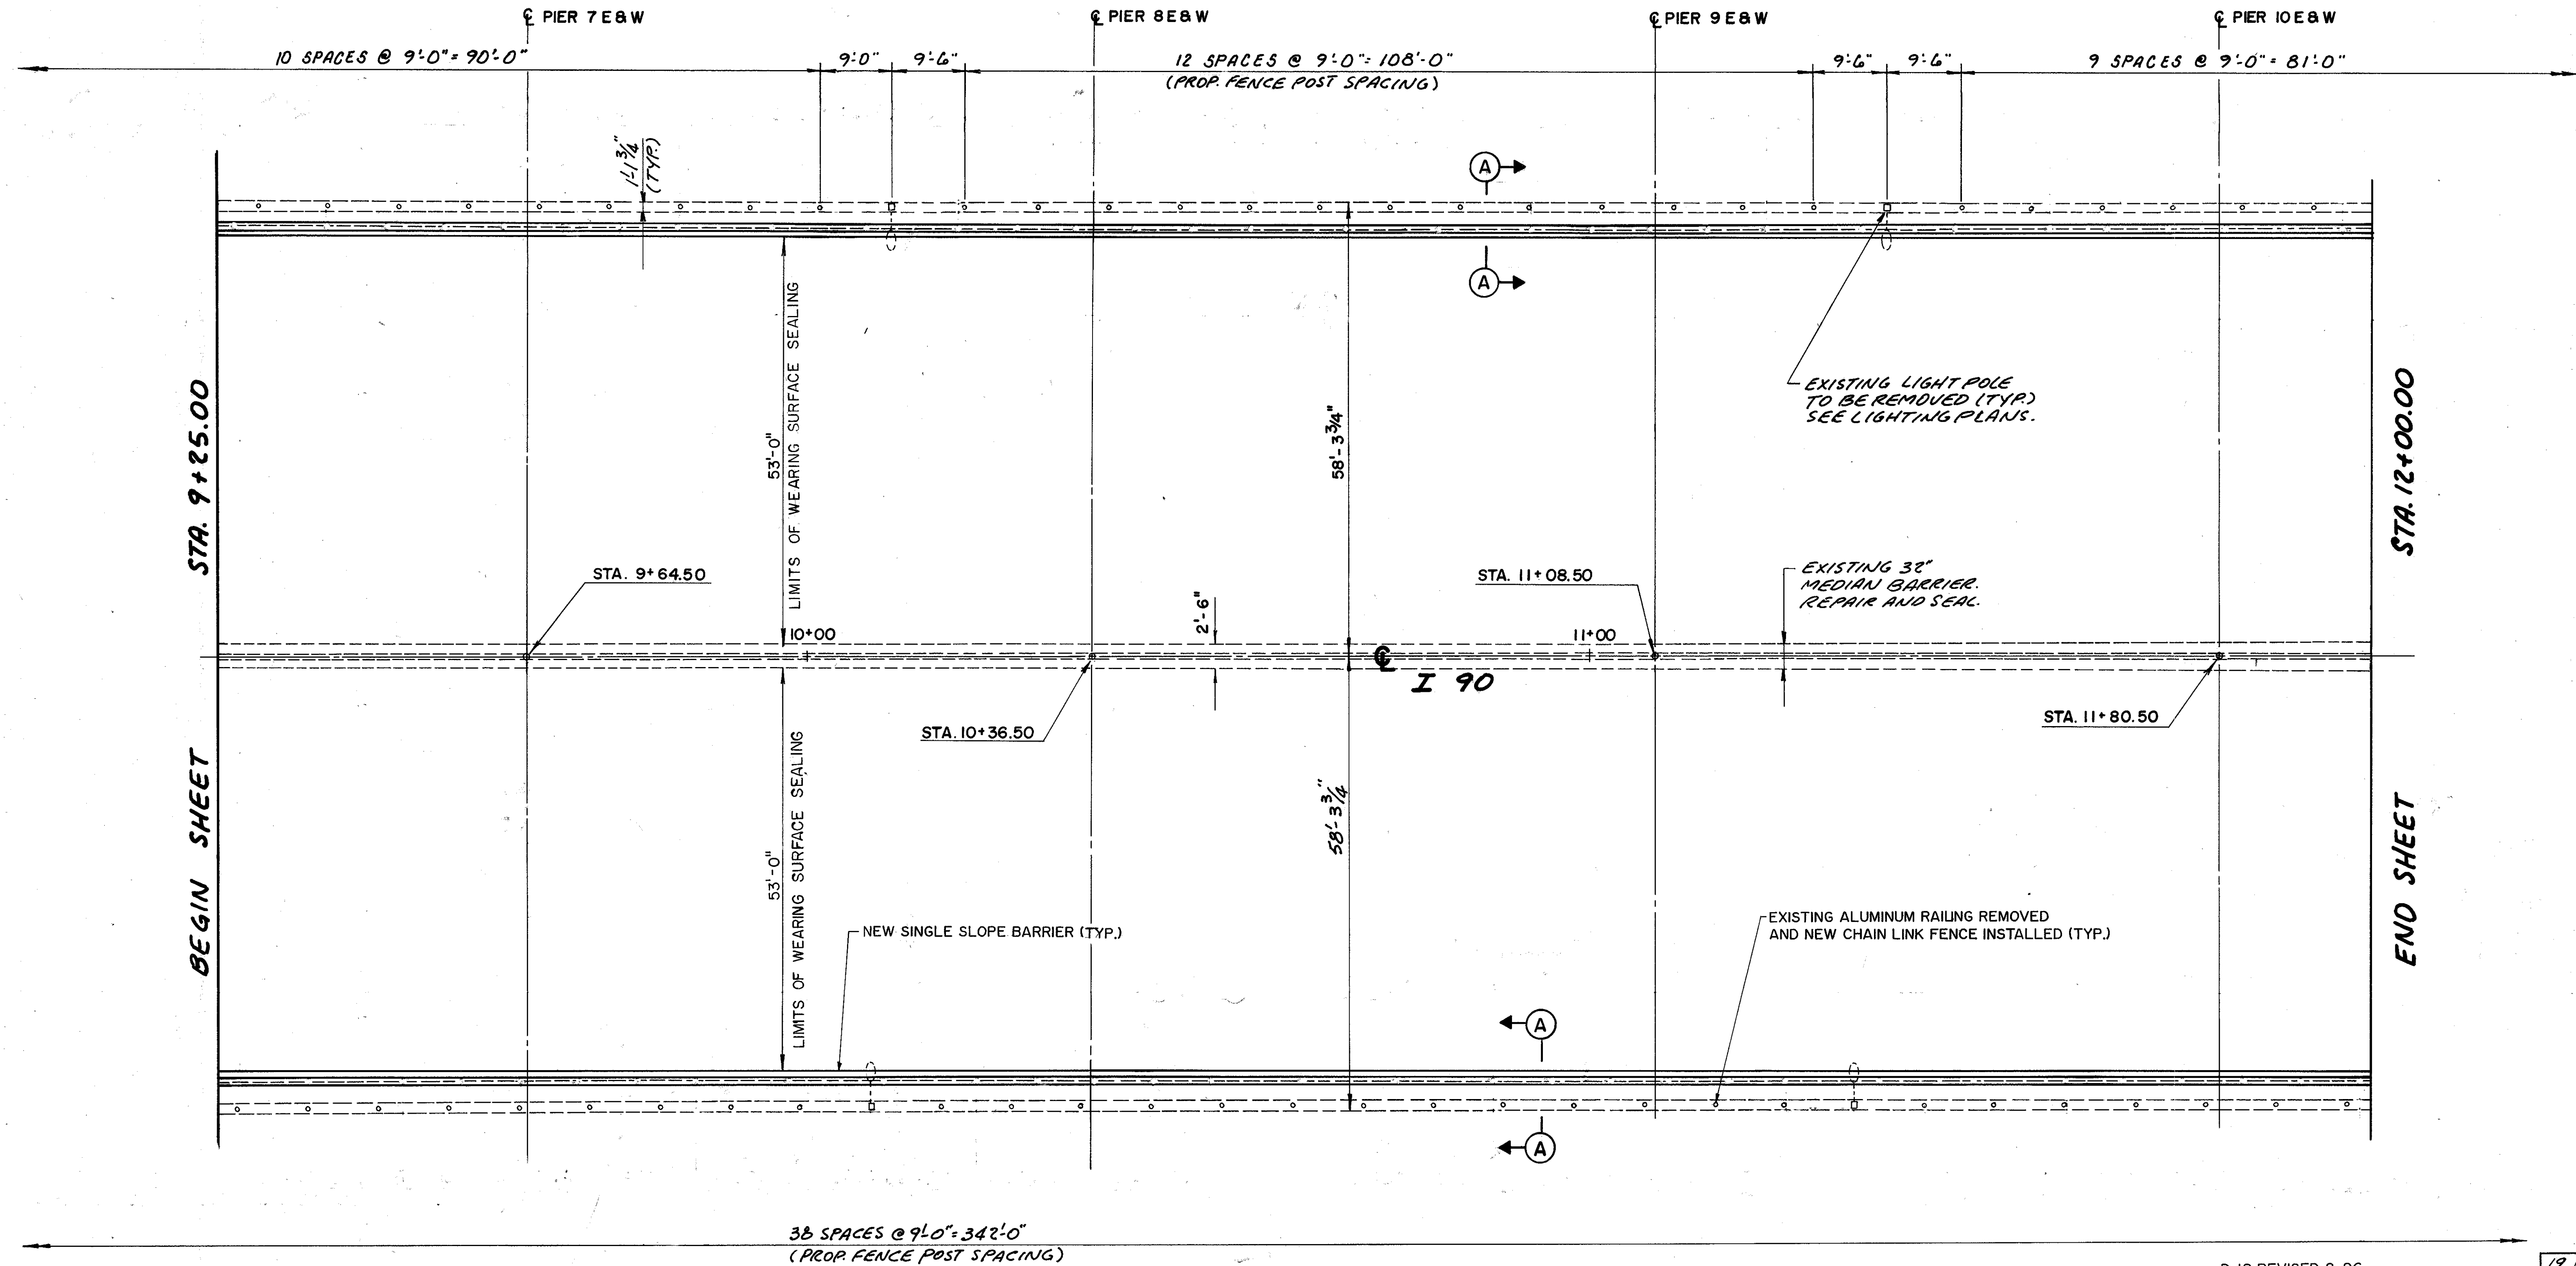 ℄ PIER 7 E & W
℄ PIER 8 E & W
℄ PIER 9 E & W
℄ PIER 10 E & W
10 SPACES @ 9'-0" = 90'-0"
9'-0"
9'-6"
12 SPACES @ 9'-0" = 108'-0"
(PROP. FENCE POST SPACING)
9'-6"
9'-6"
9 SPACES @ 9'-0" = 81'-0"
1'-1 3/4"
(TYP.)
A
A
53'-0"
LIMITS OF WEARING SURFACE SEALING
58'-3 3/4"
EXISTING LIGHT POLE
TO BE REMOVED (TYP.)
SEE LIGHTING PLANS.
STA. 9+25.00
STA. 12+00.00
STA. 9+64.50
10+00
2'-6"
STA. 11+08.50
11+00
EXISTING 32"
MEDIAN BARRIER.
REPAIR AND SEAL.
℄
I 90
STA. 10+36.50
STA. 11+80.50
BEGIN SHEET
53'-0"
LIMITS OF WEARING SURFACE SEALING
58'-3 3/4"
END SHEET
NEW SINGLE SLOPE BARRIER (TYP.)
EXISTING ALUMINUM RAILING REMOVED
AND NEW CHAIN LINK FENCE INSTALLED (TYP.)
A
A
38 SPACES @ 9'-0" = 342'-0"
(PROP. FENCE POST SPACING)